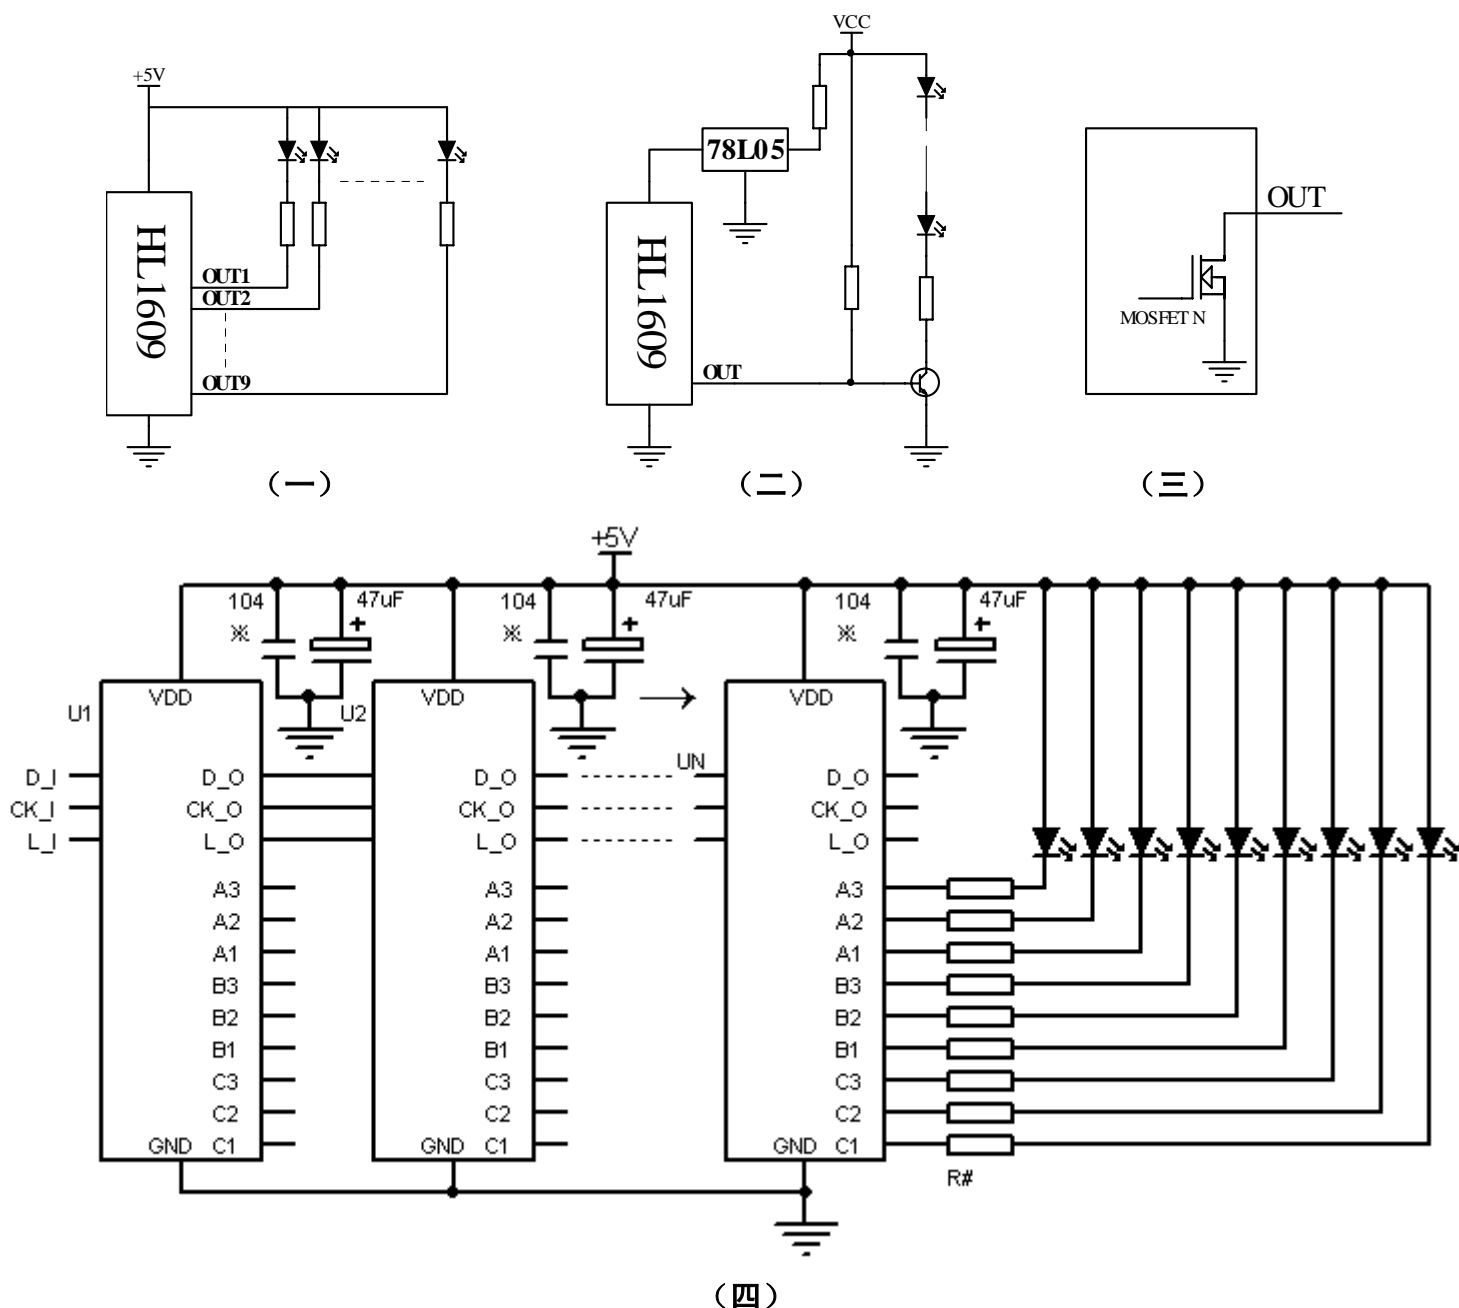 +5V
HL1609
OUT1
OUT2
OUT9
(一)
VCC
78L05
HL1609
OUT
(二)
OUT
MOSFET N
(三)
+5V
104
※
47uF
+
104
※
47uF
+
104
※
47uF
+
U1
VDD
U2
VDD
VDD
D_I
CK_I
L_I
D_O
CK_O
L_O
A3
A2
A1
B3
B2
B1
C3
C2
GND C1
D_O
CK_O
L_O
A3
A2
A1
B3
B2
B1
C3
C2
GND C1
UN
D_O
CK_O
L_O
A3
A2
A1
B3
B2
B1
C3
C2
GND C1
R#
(四)